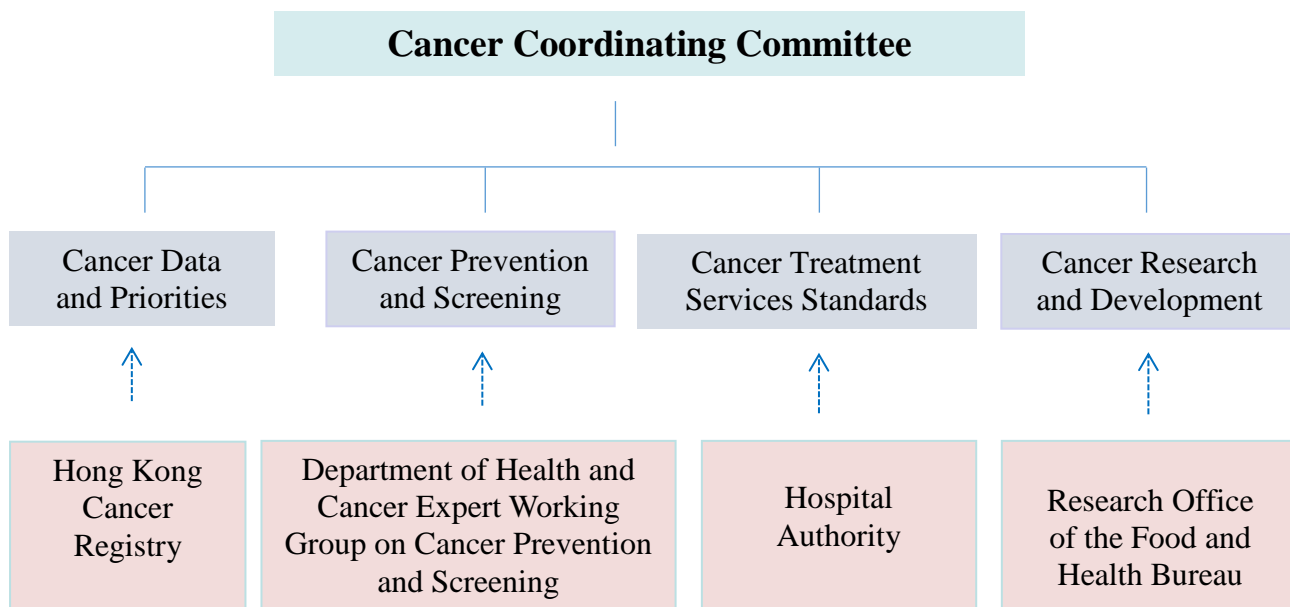 Cancer Coordinating Committee
Cancer Data
and Priorities
Cancer Prevention
and Screening
Cancer Treatment
Services Standards
Cancer Research
and Development
Hong Kong
Cancer
Registry
Department of Health and
Cancer Expert Working
Group on Cancer Prevention
and Screening
Hospital
Authority
Research Office
of the Food and
Health Bureau